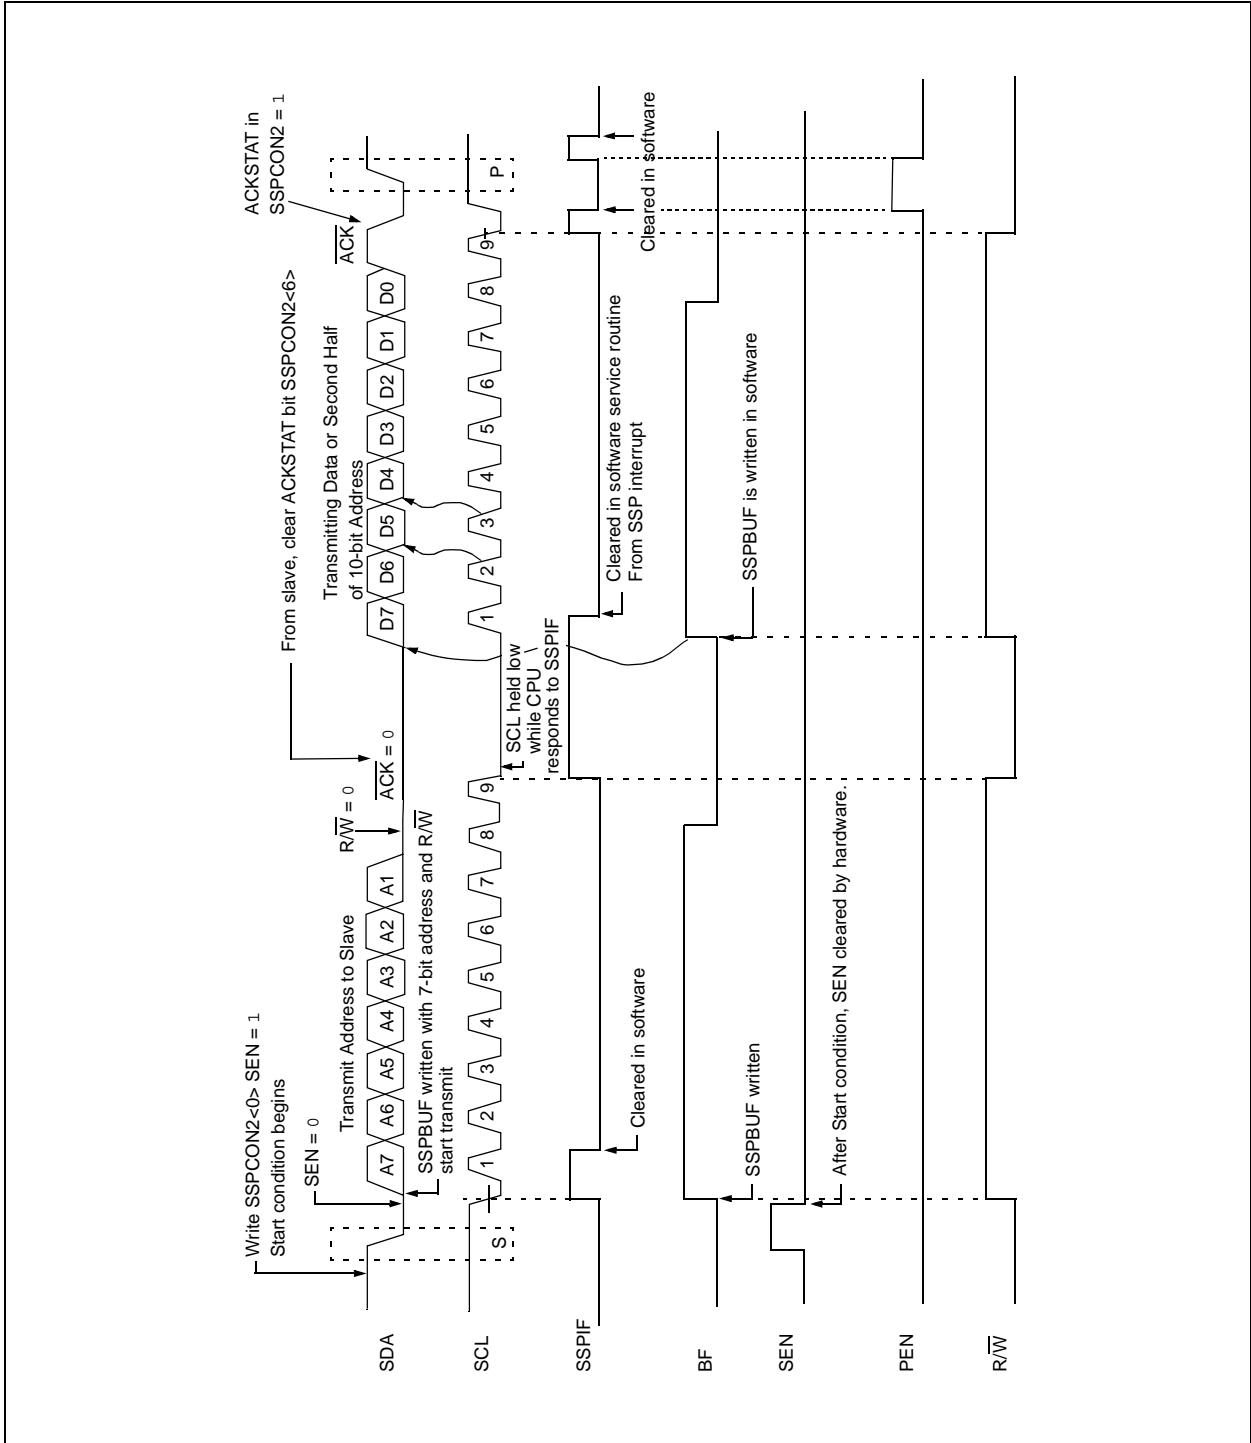 Write SSPCON2<0> SEN = 1
Start condition begins
SEN = 0
Transmit Address to Slave
R/W = 0
ACK = 0
From slave, clear ACKSTAT bit SSPCON2<6>
Transmitting Data or Second Half
of 10-bit Address
ACK
ACKSTAT in
SSPCON2 = 1
SDA
A7 A6 A5 A4 A3 A2 A1
D7 D6 D5 D4 D3 D2 D1 D0
SSPBUF written with 7-bit address and R/W
start transmit
SCL
S
1 2 3 4 5 6 7 8 9
1 2 3 4 5 6 7 8 9
P
SCL held low
while CPU
responds to SSPIF
SSPIF
Cleared in software
Cleared in software service routine
From SSP interrupt
Cleared in software
BF
SSPBUF written
SSPBUF is written in software
SEN
After Start condition, SEN cleared by hardware.
PEN
R/W